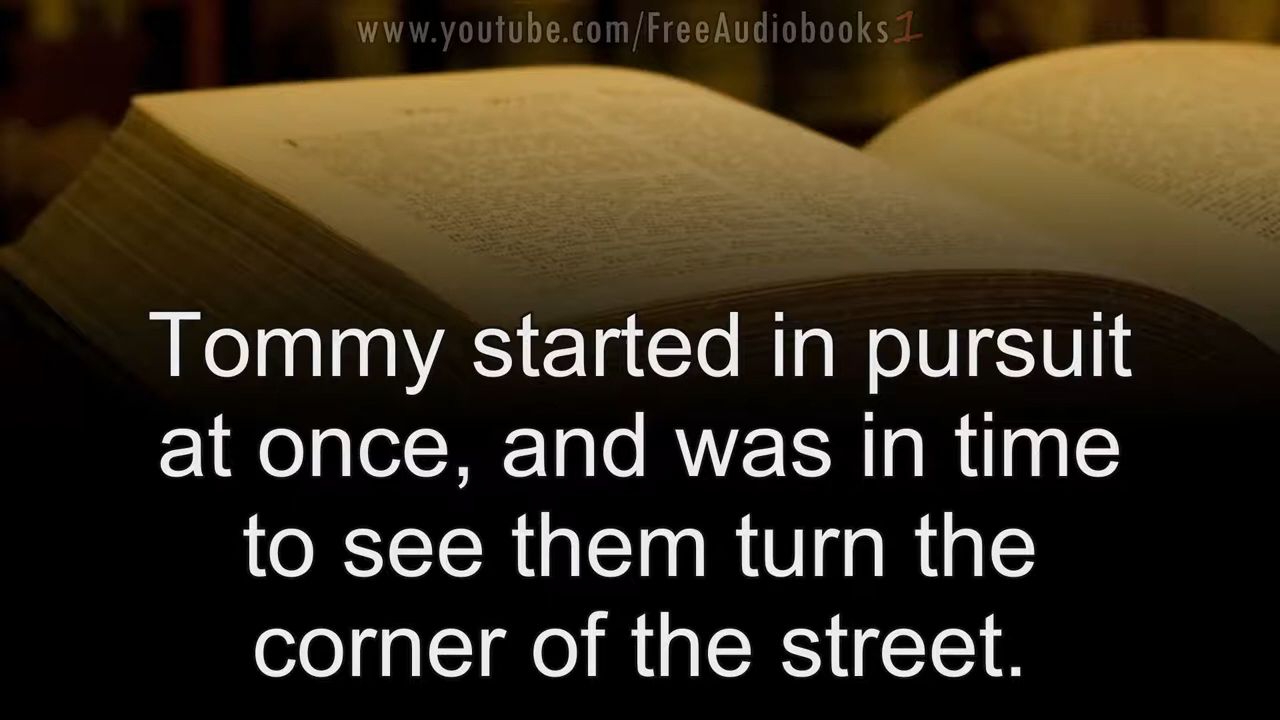 www.youtube.com/FreeAudiobooks1
Tommy started in pursuit
at once, and was in time
to see them turn the
corner of the street.